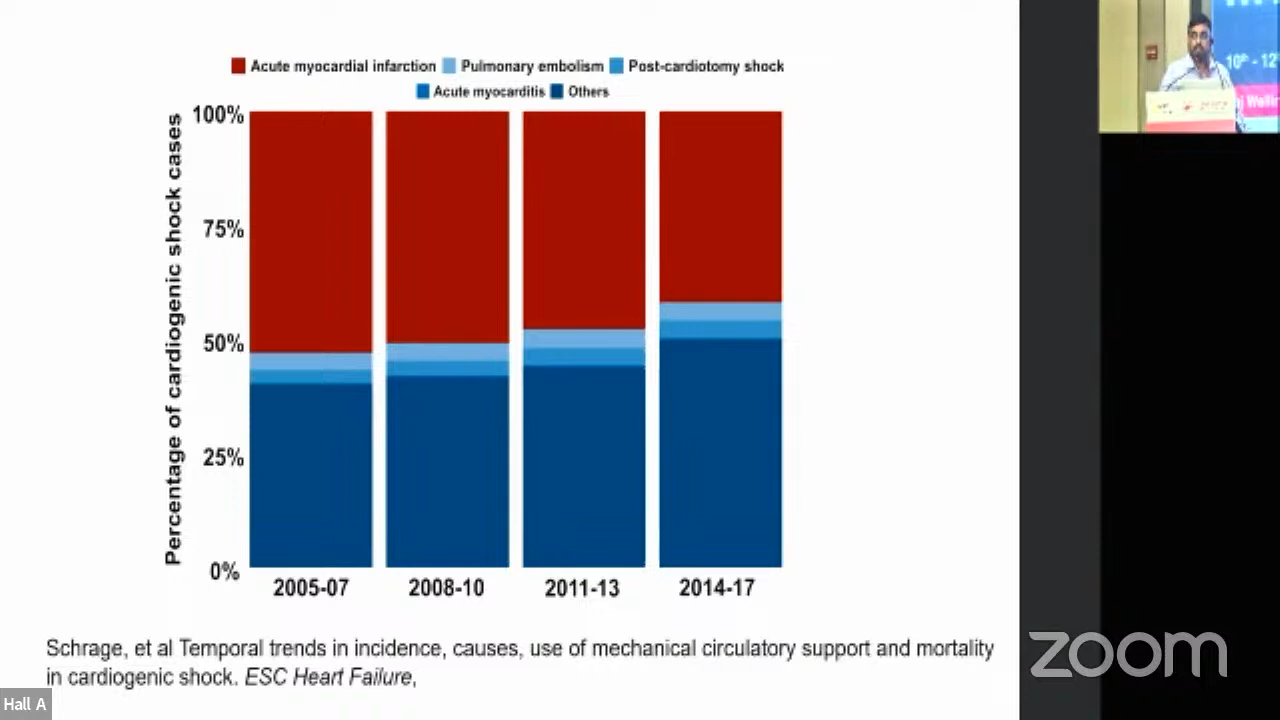 Acute myocardial infarction Pulmonary embolism Post-cardiotomy shock
Acute myocarditis Others
Percentage of cardiogenic shock cases
100%
75%
50%
25%
0%
2005-07 2008-10 2011-13 2014-17
Schrage, et al Temporal trends in incidence, causes, use of mechanical circulatory support and mortality
in cardiogenic shock. ESC Heart Failure,
Hall A
10th - 12
zoom